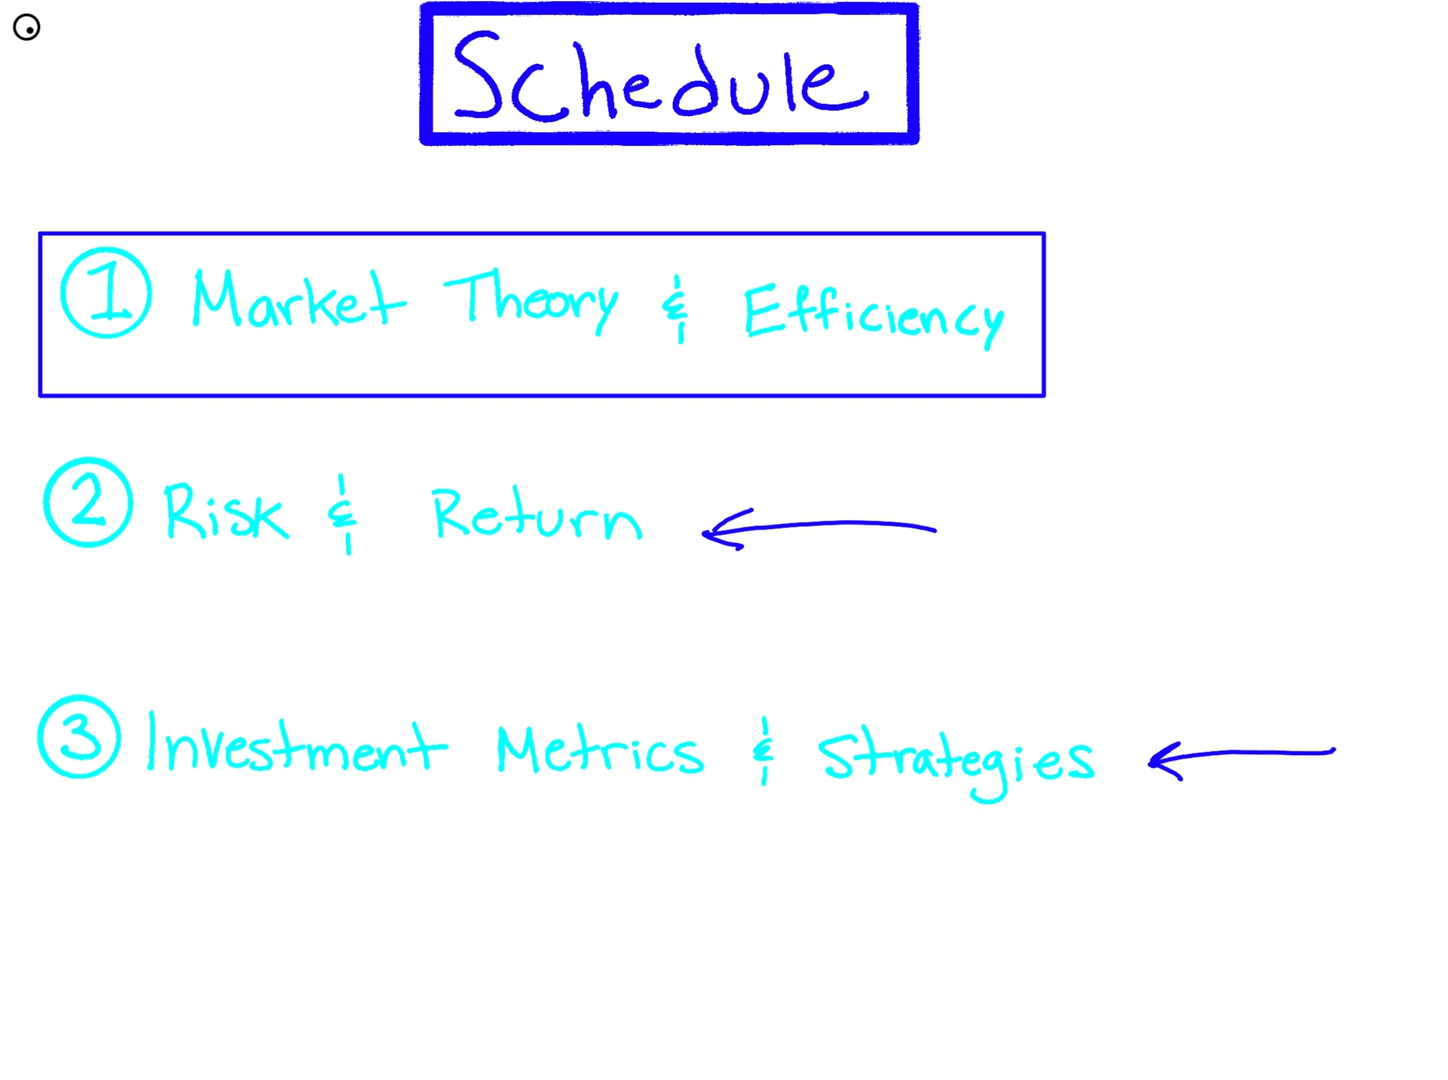 Schedule
1 Market Theory & Efficiency
2 Risk & Return
3 Investment Metrics & Strategies